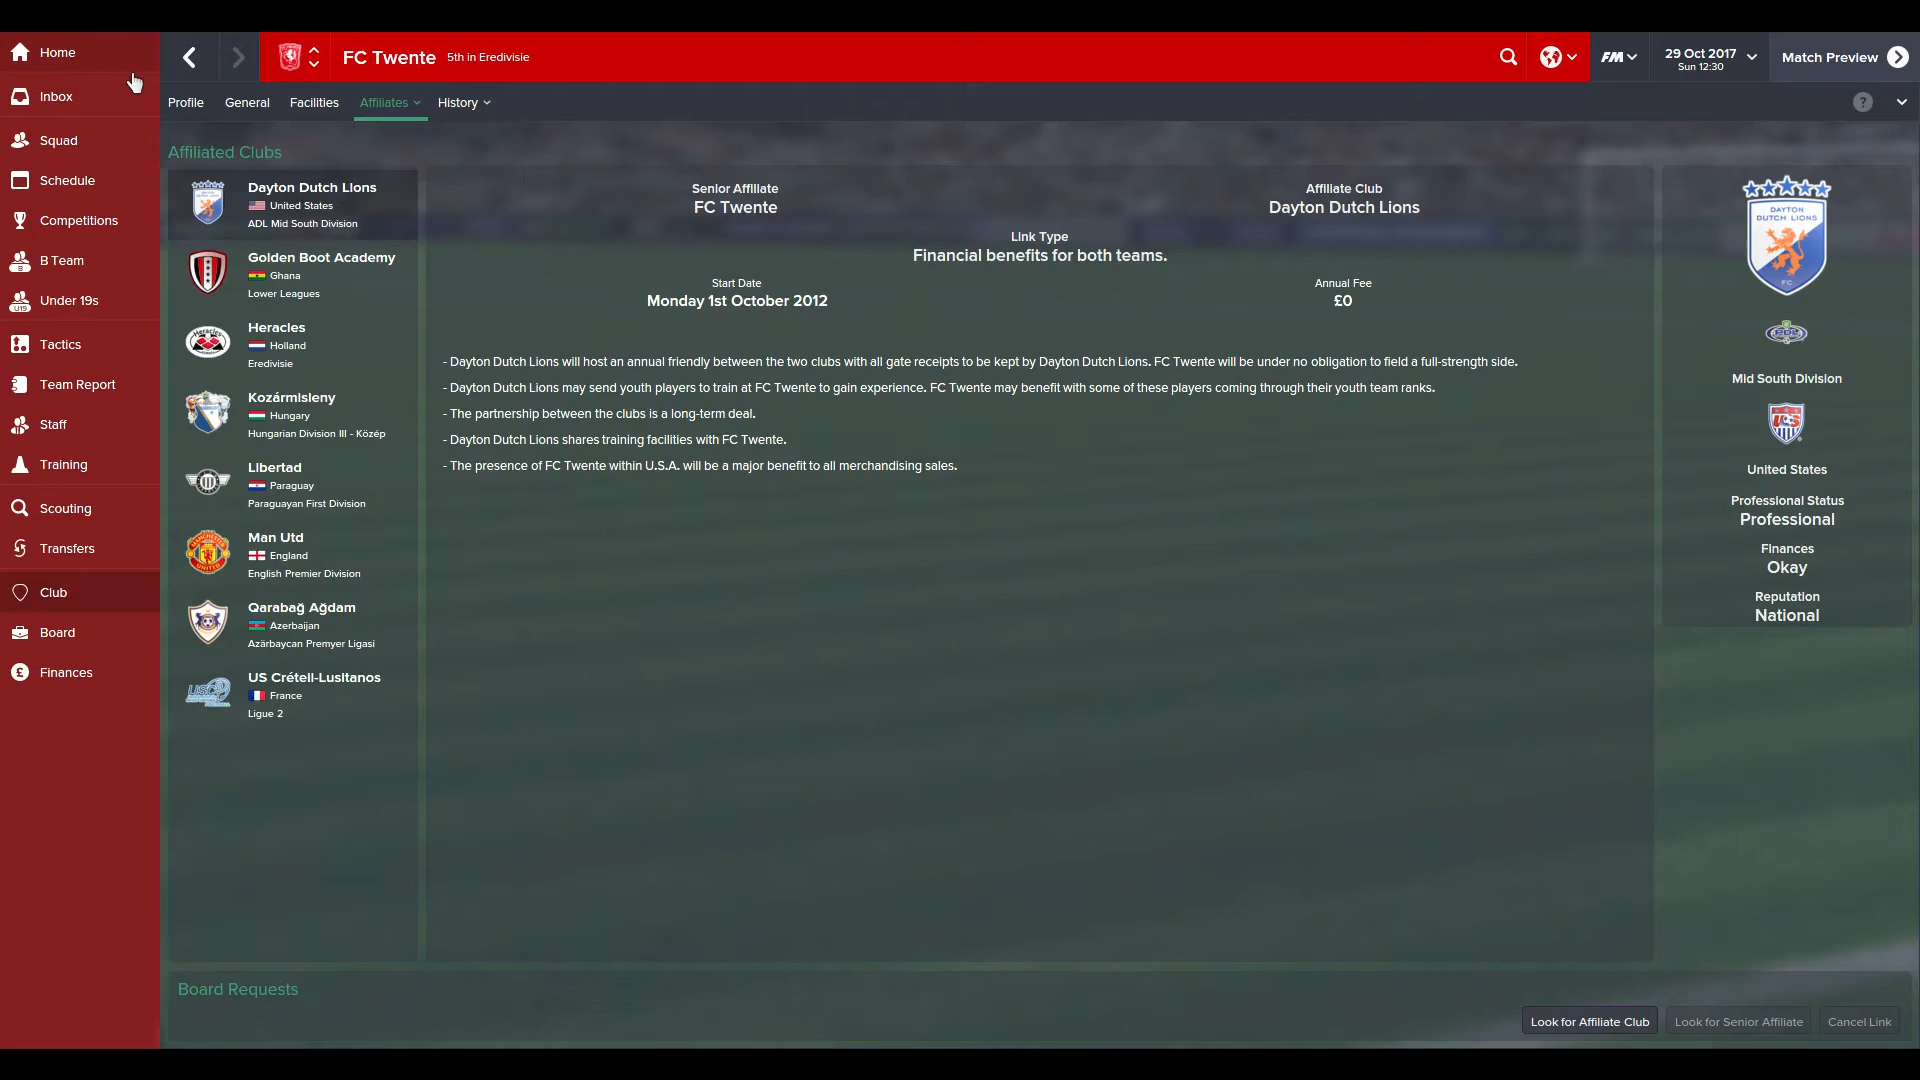 Home
Inbox
Squad
Schedule
Competitions
B Team
Under 19s
Tactics
Team Report
Staff
Training
Scouting
Transfers
Club
Board
Finances
FC Twente 5th in Eredivisie
FM
29 Oct 2017
Sun 12:30
Match Preview
Profile General Facilities Affiliates History
?
Affiliated Clubs
Dayton Dutch Lions
United States
ADL Mid South Division
Golden Boot Academy
Ghana
Lower Leagues
Heracles
Holland
Eredivisie
Kozármisleny
Hungary
Hungarian Division III - Közép
Libertad
Paraguay
Paraguayan First Division
Man Utd
England
English Premier Division
Qarabağ Ağdam
Azerbaijan
Azärbaycan Premyer Ligasi
US Créteil-Lusitanos
France
Ligue 2
Senior Affiliate
FC Twente
Affiliate Club
Dayton Dutch Lions
Link Type
Financial benefits for both teams.
Start Date
Monday 1st October 2012
Annual Fee
£0
- Dayton Dutch Lions will host an annual friendly between the two clubs with all gate receipts to be kept by Dayton Dutch Lions. FC Twente will be under no obligation to field a full-strength side.
- Dayton Dutch Lions may send youth players to train at FC Twente to gain experience. FC Twente may benefit with some of these players coming through their youth team ranks.
- The partnership between the clubs is a long-term deal.
- Dayton Dutch Lions shares training facilities with FC Twente.
- The presence of FC Twente within U.S.A. will be a major benefit to all merchandising sales.
DAYTON
DUTCH LIONS
FC
Mid South Division
US
United States
Professional Status
Professional
Finances
Okay
Reputation
National
Board Requests
Look for Affiliate Club
Look for Senior Affiliate
Cancel Link